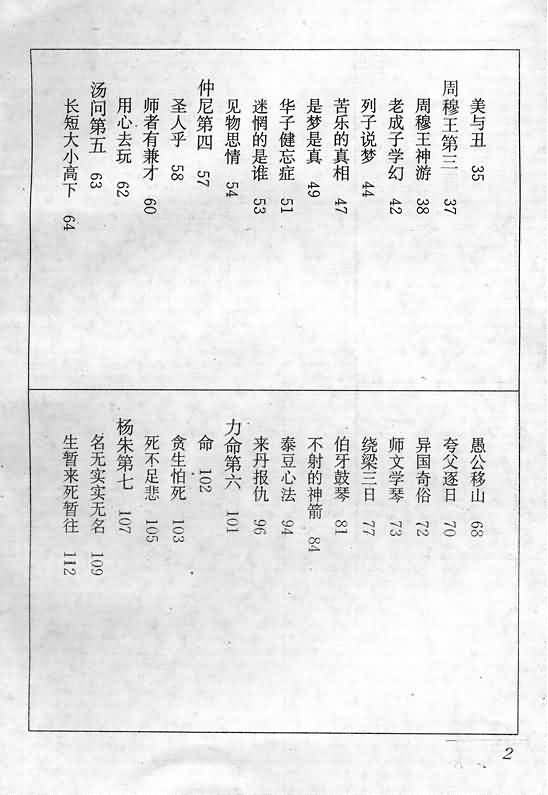 美与丑 35
周穆王第三 37
周穆王神游 38
老成子学幻 42
列子说梦 44
苦乐的真相 47
是梦是真 49
华子健忘症 51
迷惘的是谁 53
见物思情 54
仲尼第四 57
圣人乎 58
师者有兼才 60
用心去玩 62
汤问第五 63
长短大小高下 64
愚公移山 68
夸父逐日 70
异国奇俗 72
师文学琴 73
绕梁三日 77
伯牙鼓琴 81
不射的神箭 84
泰豆心法 94
来丹报仇 96
力命第六 101
命 102
贪生怕死 103
死不足悲 105
杨朱第七 107
名无实实无名 109
生暂来死暂往 112
2